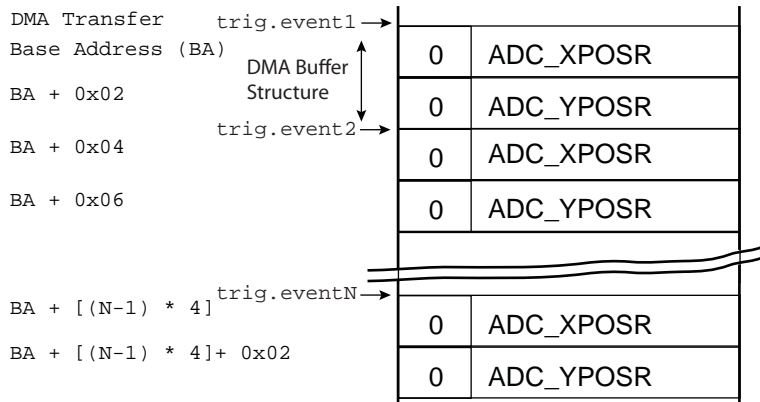 DMA Transfer trig.event1
Base Address (BA) 0 ADC_XPOSR
DMA Buffer
Structure
BA + 0x02 0 ADC_YPOSR
trig.event2
BA + 0x04 0 ADC_XPOSR
BA + 0x06 0 ADC_YPOSR
trig.eventN
BA + [(N-1) * 4] 0 ADC_XPOSR
BA + [(N-1) * 4]+ 0x02 0 ADC_YPOSR